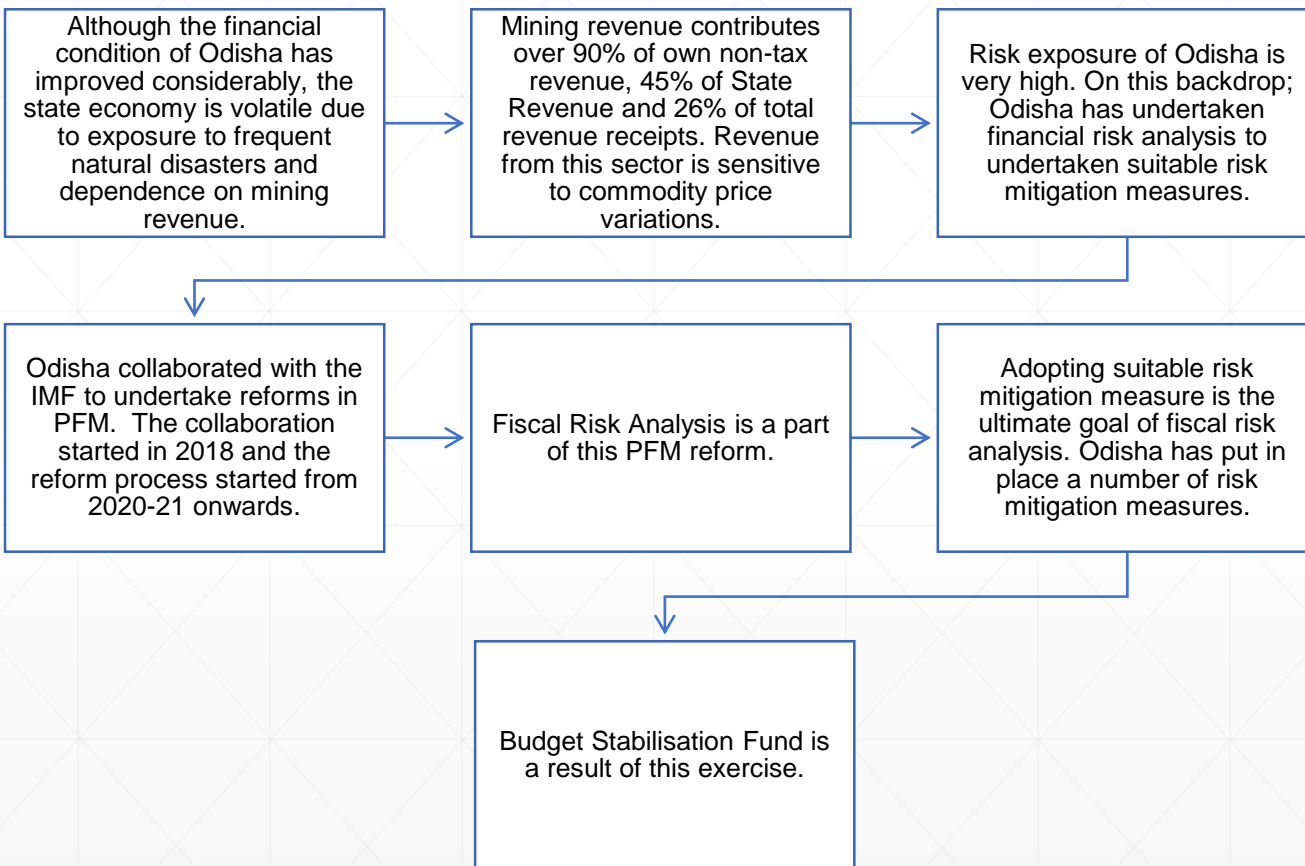 Although the financial
condition of Odisha has
improved considerably, the
state economy is volatile due
to exposure to frequent
natural disasters and
dependence on mining
revenue.
Mining revenue contributes
over 90% of own non-tax
revenue, 45% of State
Revenue and 26% of total
revenue receipts. Revenue
from this sector is sensitive
to commodity price
variations.
Risk exposure of Odisha is
very high. On this backdrop;
Odisha has undertaken
financial risk analysis to
undertaken suitable risk
mitigation measures.
Odisha collaborated with the
IMF to undertake reforms in
PFM. The collaboration
started in 2018 and the
reform process started from
2020-21 onwards.
Fiscal Risk Analysis is a part
of this PFM reform.
Adopting suitable risk
mitigation measure is the
ultimate goal of fiscal risk
analysis. Odisha has put in
place a number of risk
mitigation measures.
Budget Stabilisation Fund is
a result of this exercise.